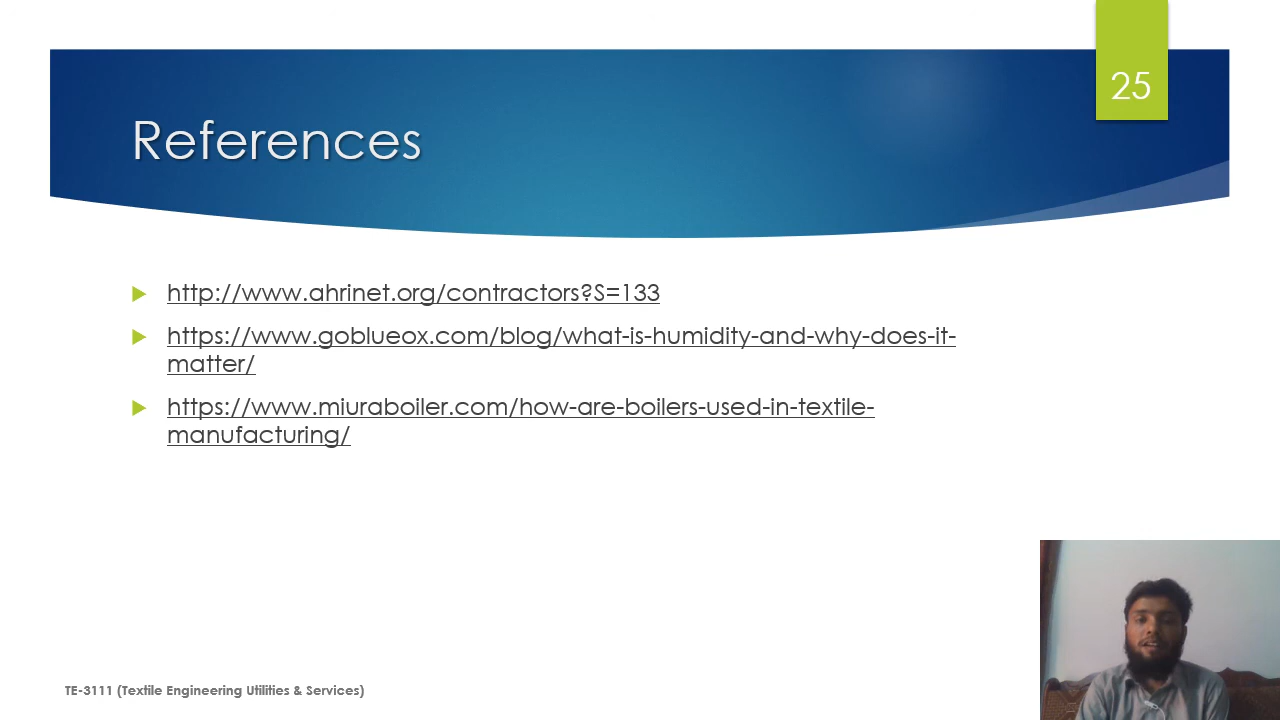 25
References
http://www.ahrinet.org/contractors?S=133
https://www.goblueox.com/blog/what-is-humidity-and-why-does-it-
matter/
https://www.miuraboiler.com/how-are-boilers-used-in-textile-
manufacturing/
TE-3111 (Textile Engineering Utilities & Services)